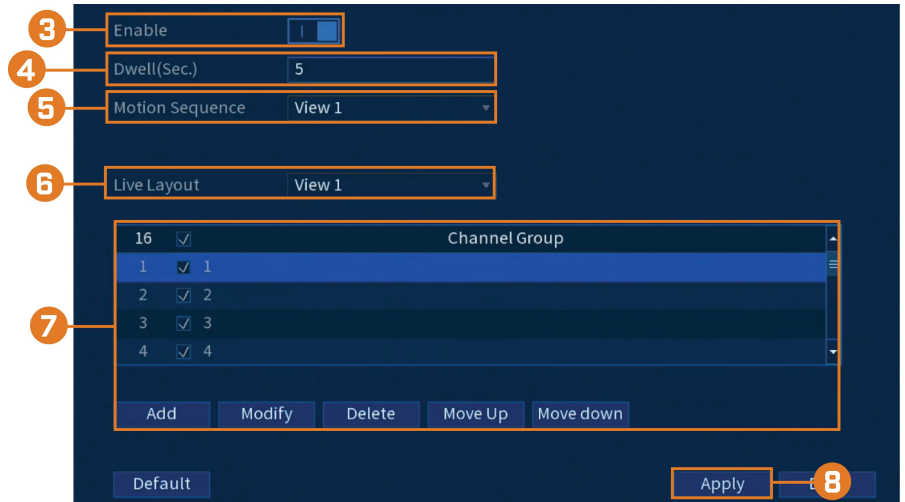 3 Enable
4 Dwell(Sec.) 5
5 Motion Sequence View 1
6 Live Layout View 1
16 Channel Group
1 1
2 2
7 3 3
4 4
Add Modify Delete Move Up Move down
Default Apply 8